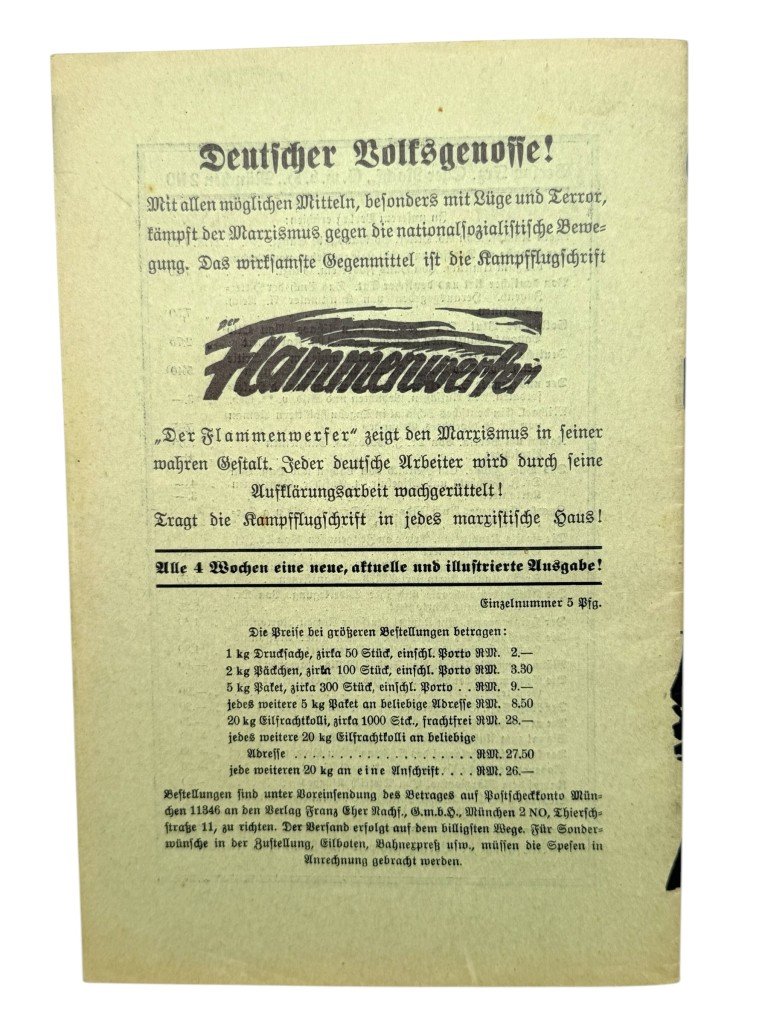 Deutscher Volksgenosse!
Mit allen möglichen Mitteln, besonders mit Lüge und Terror,
kämpft der Marxismus gegen die nationalsozialistische Bewe-
gung. Das wirksamste Gegenmittel ist die Kampfflugschrift
Der
Flammenwerfer
„Der Flammenwerfer“ zeigt den Marxismus in seiner
wahren Gestalt. Jeder deutsche Arbeiter wird durch seine
Aufklärungsarbeit wachgerüttelt!
Tragt die Kampfflugschrift in jedes marxistische Haus!
Alle 4 Wochen eine neue, aktuelle und illustrierte Ausgabe!
Einzelnummer 5 Pfg.
Die Preise bei größeren Bestellungen betragen:
1 kg Drucksache, zirka 50 Stück, einschl. Porto RM. 2.—
2 kg Päckchen, zirka 100 Stück, einschl. Porto RM. 3.30
5 kg Paket, zirka 300 Stück, einschl. Porto . . RM. 9.—
jedes weitere 5 kg Paket an beliebige Adresse RM. 8.50
20 kg Eilfrachtkolli, zirka 1000 Stck., frachtfrei RM. 28.—
jedes weitere 20 kg Eilfrachtkolli an beliebige
Adresse . . . . . . . . . . . . . . . . . . . RM. 27.50
jede weiteren 20 kg an eine Anschrift. . . . RM. 26.—
Bestellungen sind unter Voreinsendung des Betrages auf Postscheckkonto Mün-
chen 11346 an den Verlag Franz Eher Nachf., G.m.b.H., München 2 NO, Thiersch-
straße 11, zu richten. Der Versand erfolgt auf dem billigsten Wege. Für Sonder-
wünsche in der Zustellung, Eilboten, Bahnexpreß usw., müssen die Spesen in
Anrechnung gebracht werden.